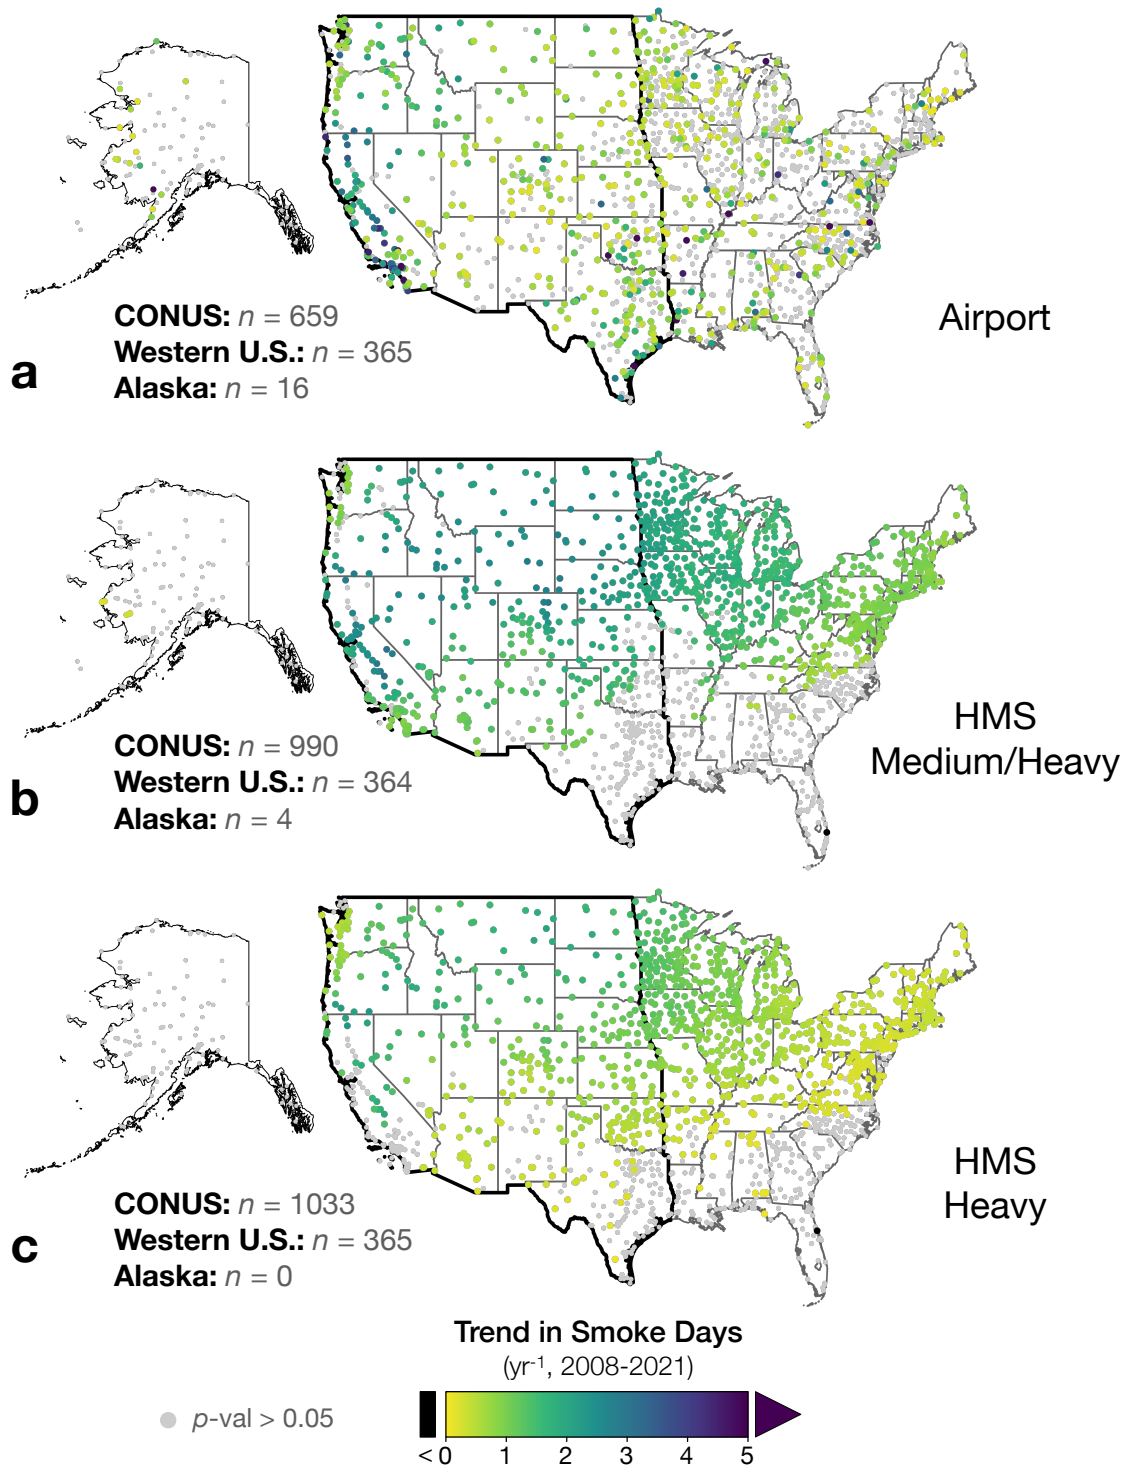 CONUS: n = 659
Western U.S.: n = 365
Alaska: n = 16
Airport
a
CONUS: n = 990
Western U.S.: n = 364
Alaska: n = 4
HMS
Medium/Heavy
b
CONUS: n = 1033
Western U.S.: n = 365
Alaska: n = 0
HMS
Heavy
c
Trend in Smoke Days
(yr-1, 2008-2021)
p-val > 0.05
< 0 1 2 3 4 5